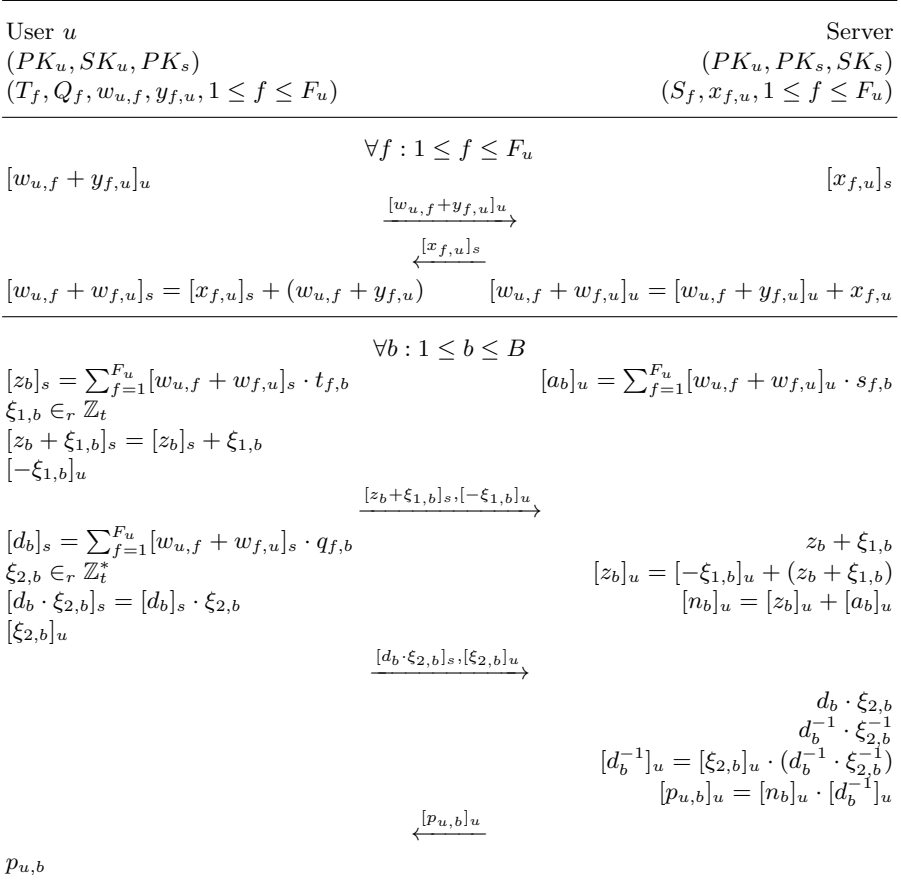 User u Server
(PK_u, SK_u, PK_s) (PK_u, PK_s, SK_s)
(T_f, Q_f, w_{u,f}, y_{f,u}, 1 ≤ f ≤ F_u) (S_f, x_{f,u}, 1 ≤ f ≤ F_u)
∀f : 1 ≤ f ≤ F_u
[w_{u,f} + y_{f,u}]_u [x_{f,u}]_s
[w_{u,f}+y_{f,u}]_u
[x_{f,u}]_s
[w_{u,f} + w_{f,u}]_s = [x_{f,u}]_s + (w_{u,f} + y_{f,u}) [w_{u,f} + w_{f,u}]_u = [w_{u,f} + y_{f,u}]_u + x_{f,u}
∀b : 1 ≤ b ≤ B
[z_b]_s = ∑_{f=1}^{F_u} [w_{u,f} + w_{f,u}]_s · t_{f,b} [a_b]_u = ∑_{f=1}^{F_u} [w_{u,f} + w_{f,u}]_u · s_{f,b}
ξ_{1,b} ∈_r ℤ_t
[z_b + ξ_{1,b}]_s = [z_b]_s + ξ_{1,b}
[−ξ_{1,b}]_u
[z_b+ξ_{1,b}]_s,[−ξ_{1,b}]_u
[d_b]_s = ∑_{f=1}^{F_u} [w_{u,f} + w_{f,u}]_s · q_{f,b} z_b + ξ_{1,b}
ξ_{2,b} ∈_r ℤ_t^* [z_b]_u = [−ξ_{1,b}]_u + (z_b + ξ_{1,b})
[d_b · ξ_{2,b}]_s = [d_b]_s · ξ_{2,b} [n_b]_u = [z_b]_u + [a_b]_u
[ξ_{2,b}]_u
[d_b·ξ_{2,b}]_s,[ξ_{2,b}]_u
d_b · ξ_{2,b}
d_b^{−1} · ξ_{2,b}^{−1}
[d_b^{−1}]_u = [ξ_{2,b}]_u · (d_b^{−1} · ξ_{2,b}^{−1})
[p_{u,b}]_u = [n_b]_u · [d_b^{−1}]_u
[p_{u,b}]_u
p_{u,b}